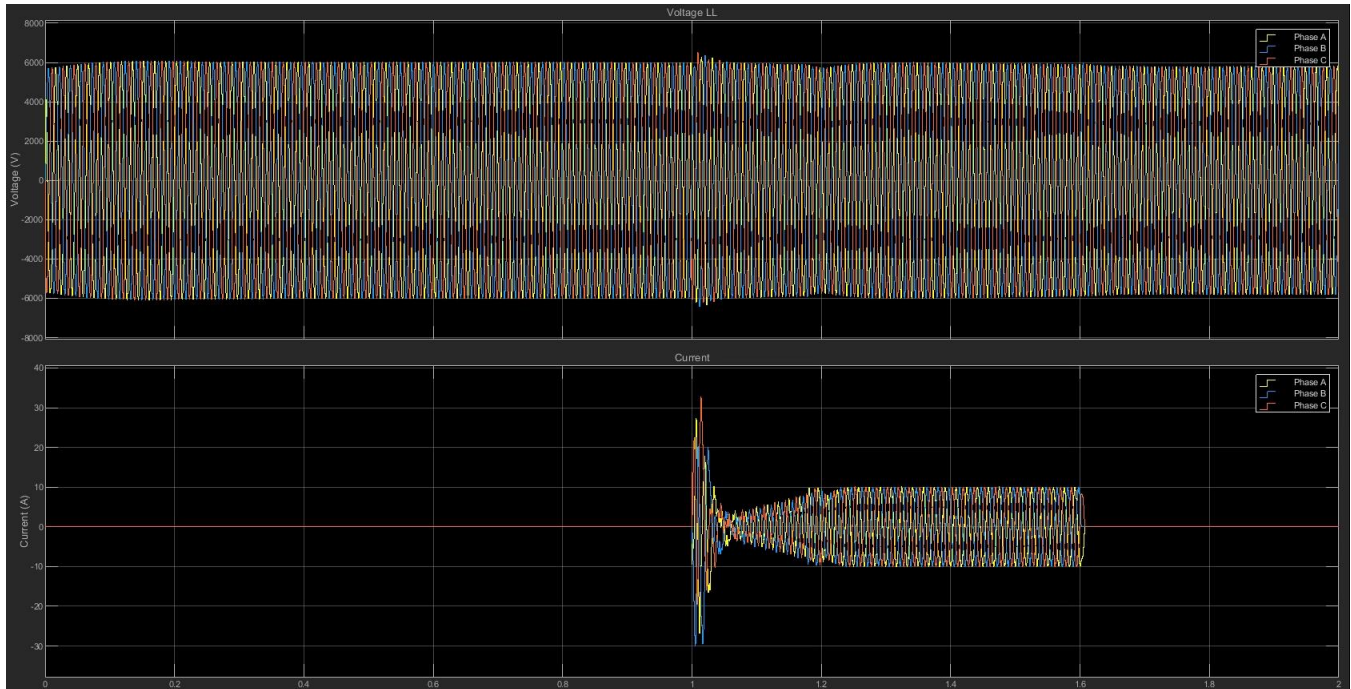 Voltage LL
8000
6000
4000
2000
0
-2000
-4000
-6000
-8000
Voltage (V)
Phase A
Phase B
Phase C
Current
40
30
20
10
0
-10
-20
-30
Current (A)
Phase A
Phase B
Phase C
0 0.2 0.4 0.6 0.8 1.0 1.2 1.4 1.6 1.8 2